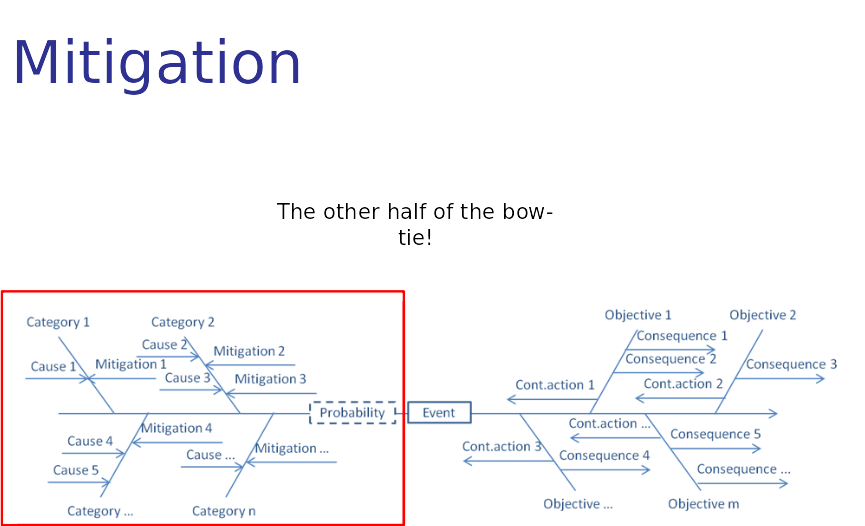 Mitigation
The other half of the bow-
tie!
Category 1
Category 2
Cause 1
Mitigation 1
Cause 2
Mitigation 2
Cause 3
Mitigation 3
Probability
Event
Mitigation 4
Cause 4
Cause 5
Cause ...
Mitigation ...
Category ...
Category n
Objective 1
Objective 2
Consequence 1
Consequence 2
Consequence 3
Cont.action 1
Cont.action 2
Cont.action ...
Cont.action 3
Consequence 4
Consequence 5
Consequence ...
Objective ...
Objective m